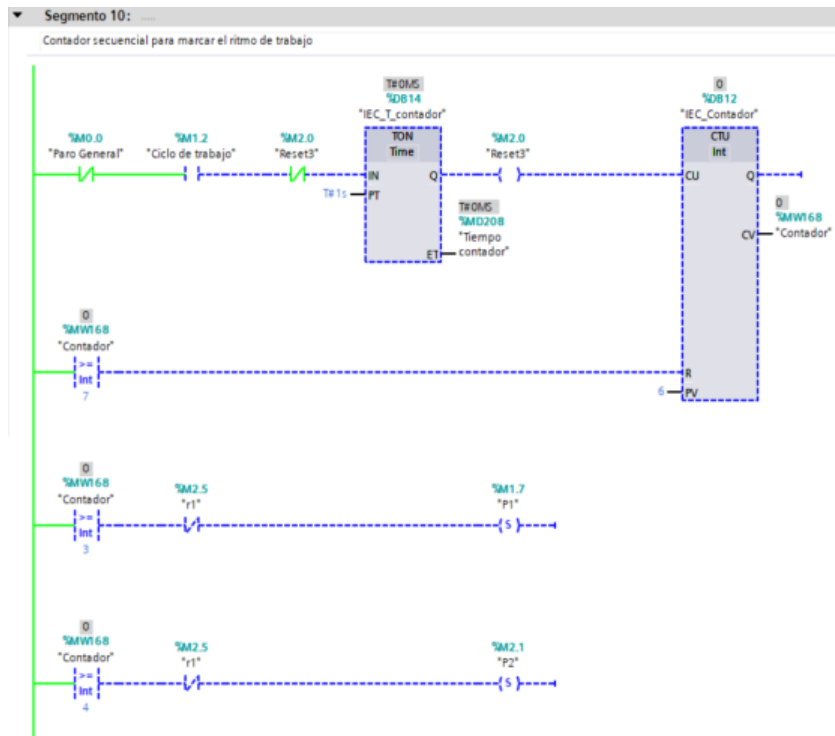 Segmento 10: ....
Contador secuencial para marcar el ritmo de trabajo
T#0MS
%DB14
"IEC_T_contador"
0
%DB12
"IEC_Contador"
%M0.0
"Paro General"
%M1.2
"Ciclo de trabajo"
%M2.0
"Reset3"
TON
Time
%M2.0
"Reset3"
CTU
Int
IN
Q
CU
Q
T#1s
PT
T#0MS
%MD208
"Tiempo
contador"
ET
0
%MW168
"Contador"
CV
0
%MW168
"Contador"
>=
Int
7
R
6
PV
0
%MW168
"Contador"
>=
Int
3
%M2.5
"r1"
%M1.7
"P1"
S
0
%MW168
"Contador"
>=
Int
4
%M2.5
"r1"
%M2.1
"P2"
S